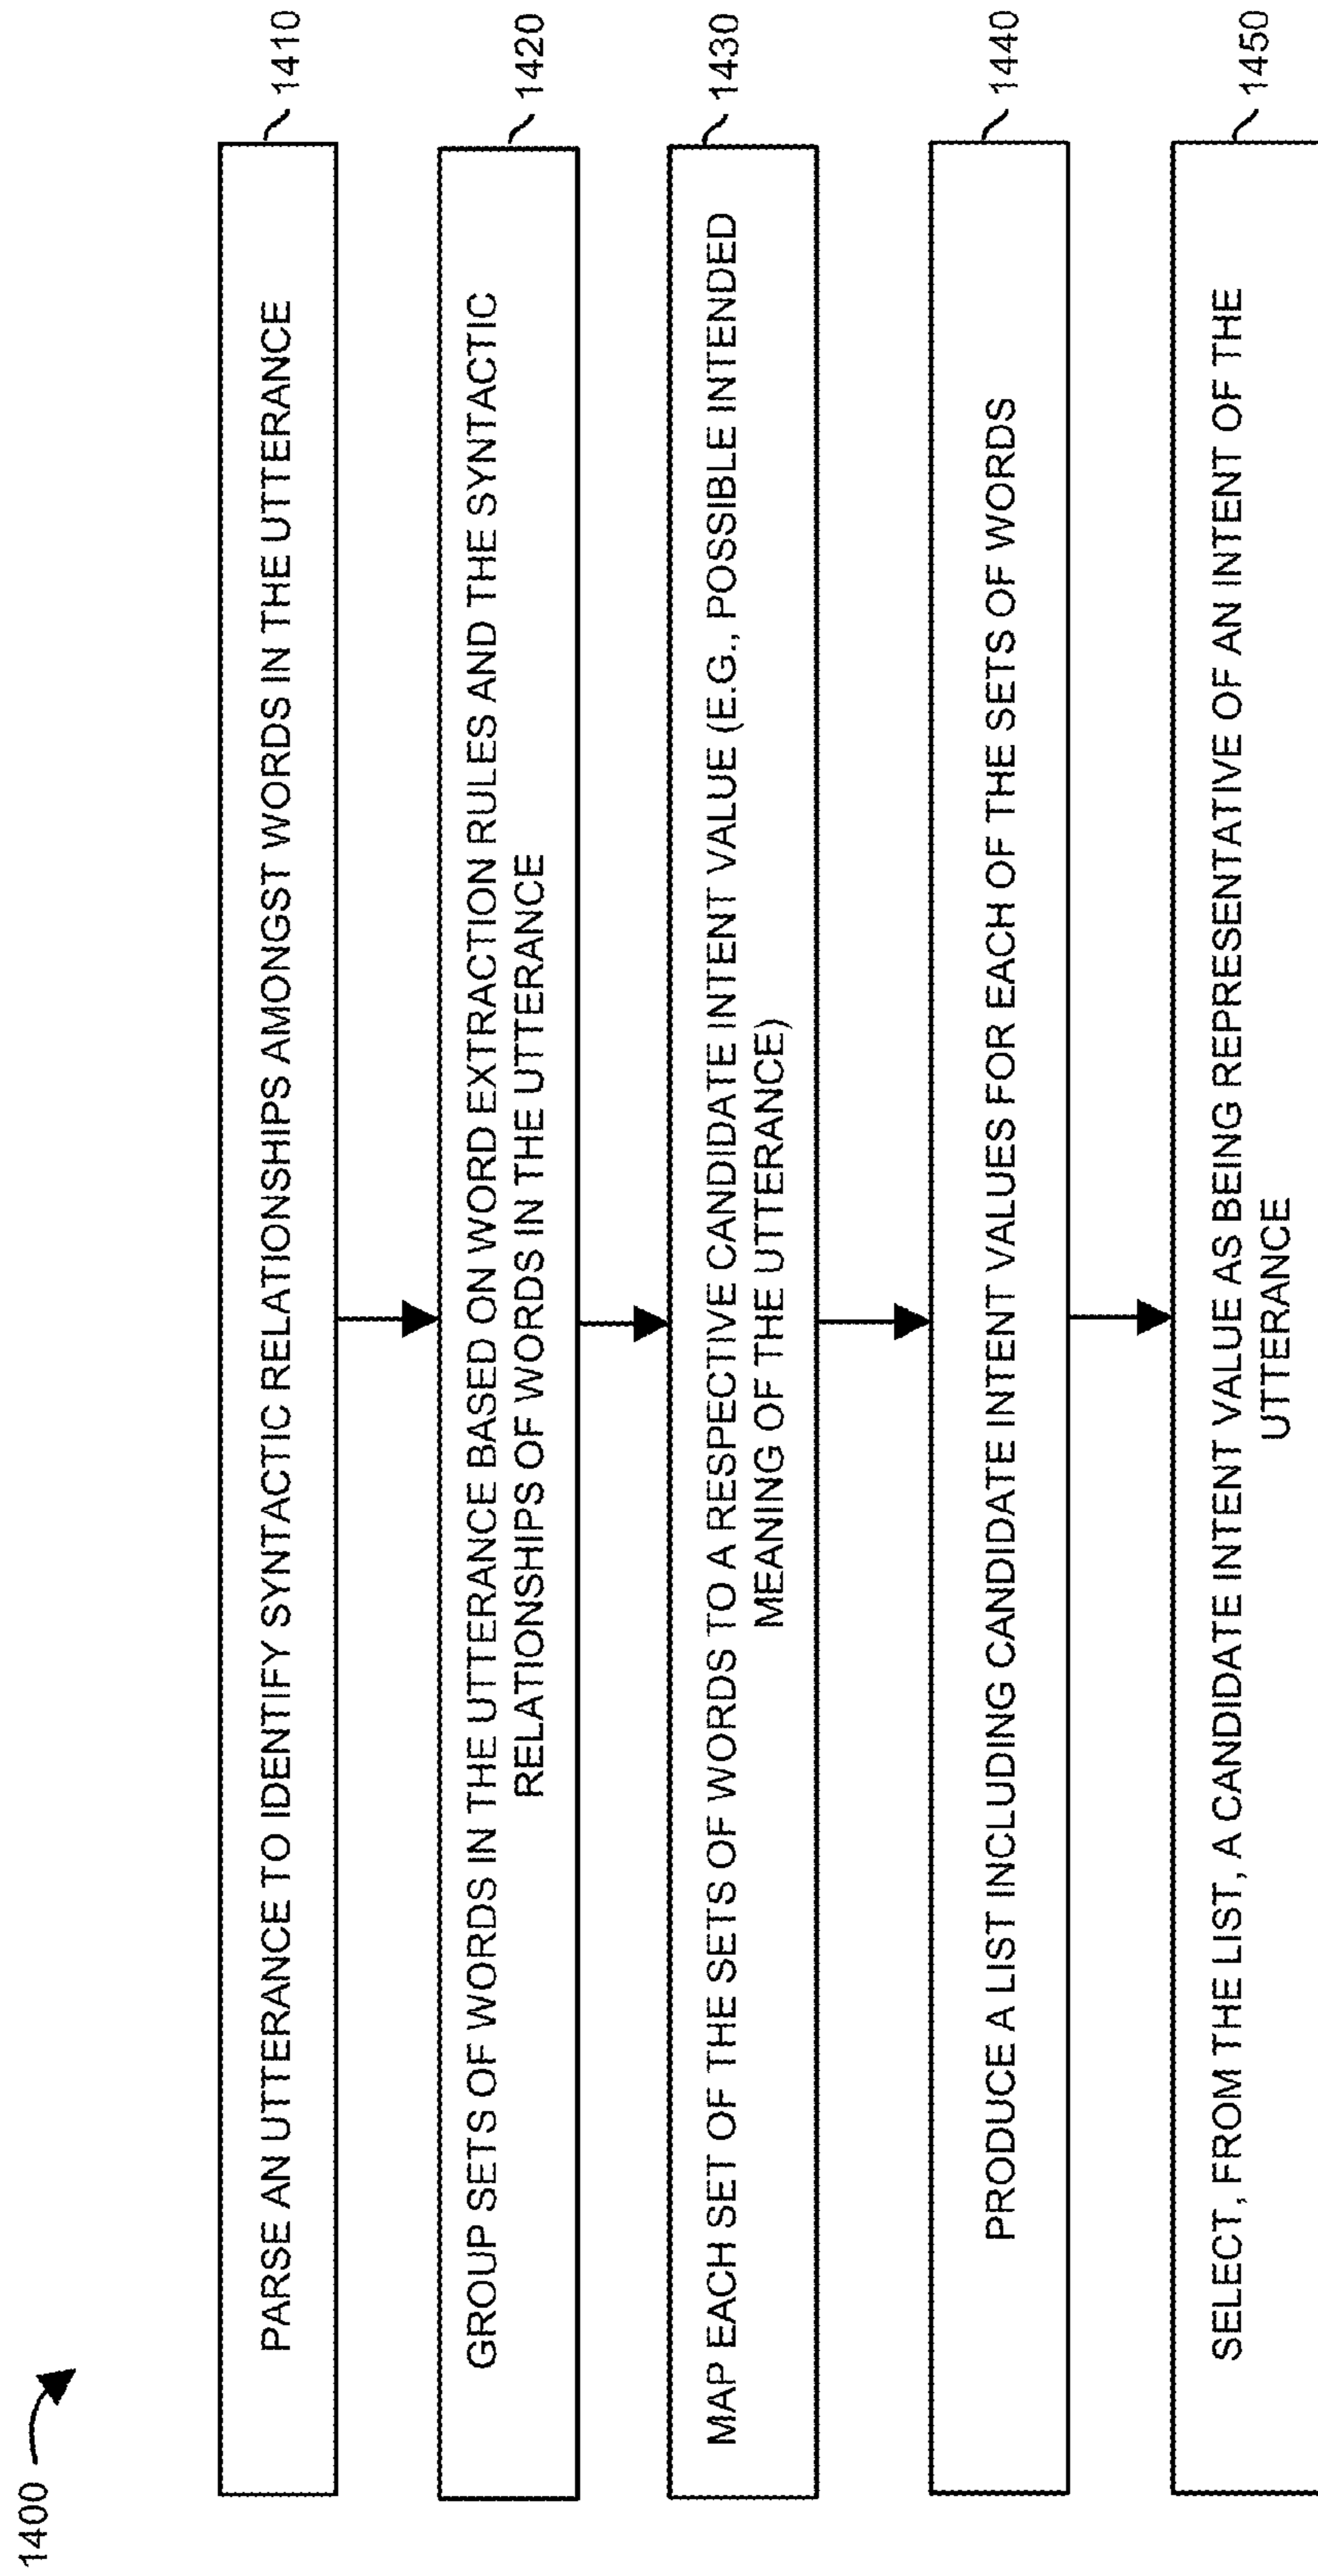 1400
PARSE AN UTTERANCE TO IDENTIFY SYNTACTIC RELATIONSHIPS AMONGST WORDS IN THE UTTERANCE
1410
GROUP SETS OF WORDS IN THE UTTERANCE BASED ON WORD EXTRACTION RULES AND THE SYNTACTIC
RELATIONSHIPS OF WORDS IN THE UTTERANCE
1420
MAP EACH SET OF THE SETS OF WORDS TO A RESPECTIVE CANDIDATE INTENT VALUE (E.G., POSSIBLE INTENDED
MEANING OF THE UTTERANCE)
1430
PRODUCE A LIST INCLUDING CANDIDATE INTENT VALUES FOR EACH OF THE SETS OF WORDS
1440
SELECT, FROM THE LIST, A CANDIDATE INTENT VALUE AS BEING REPRESENTATIVE OF AN INTENT OF THE
UTTERANCE
1450